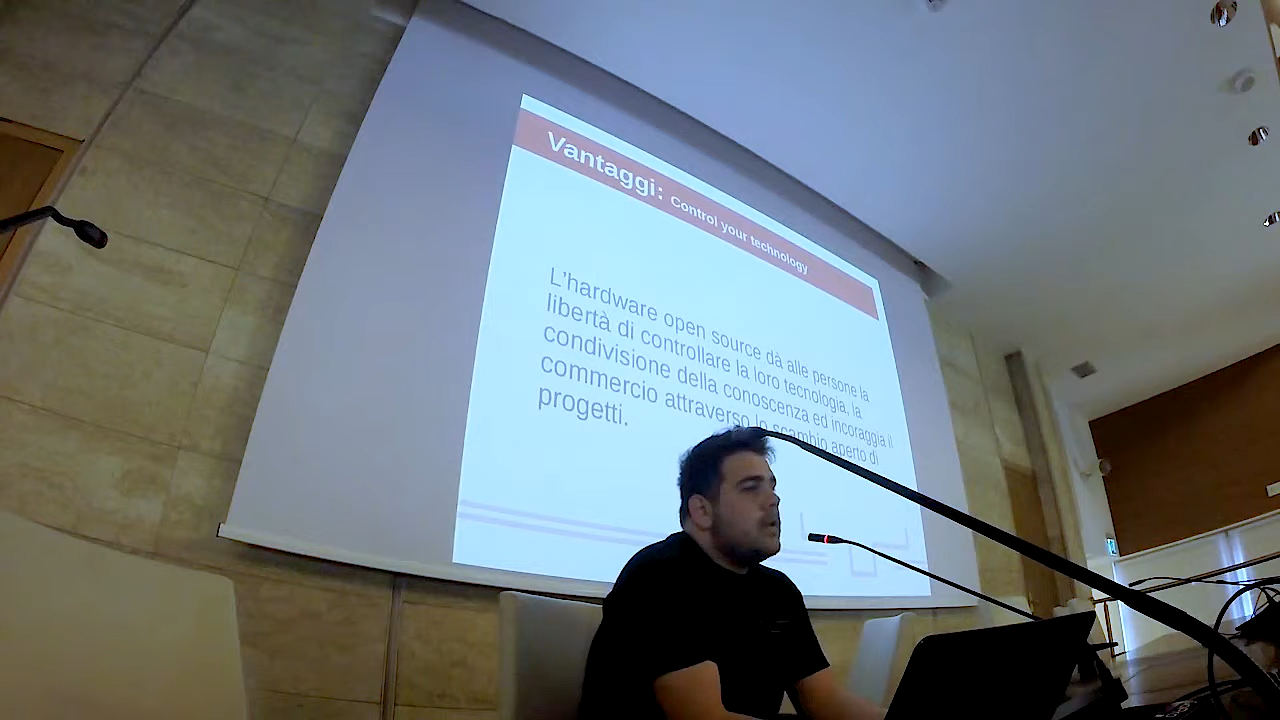 Vantaggi: Control your technology
L'hardware open source dà alle persone la
libertà di controllare la loro tecnologia, la
condivisione della conoscenza ed incoraggia il
commercio attraverso lo scambio aperto di
progetti.